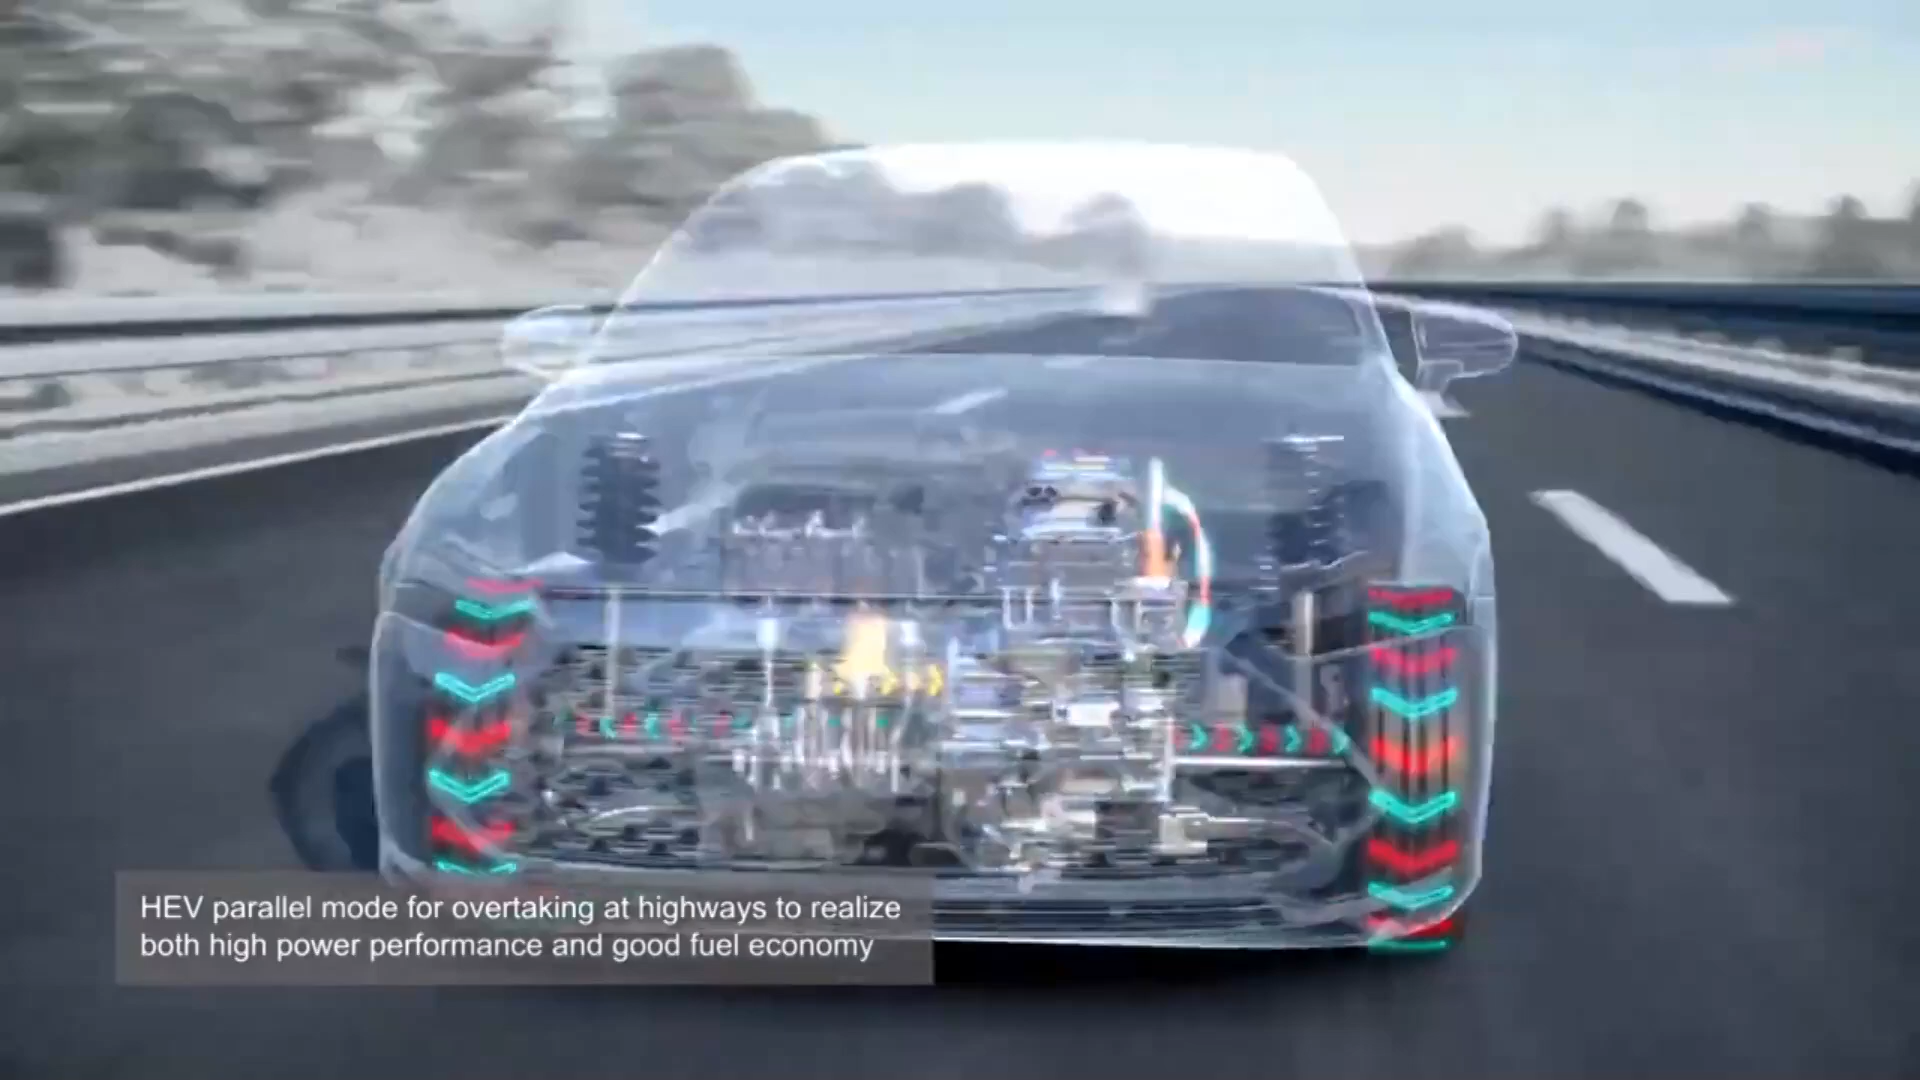 HEV parallel mode for overtaking at highways to realize
both high power performance and good fuel economy